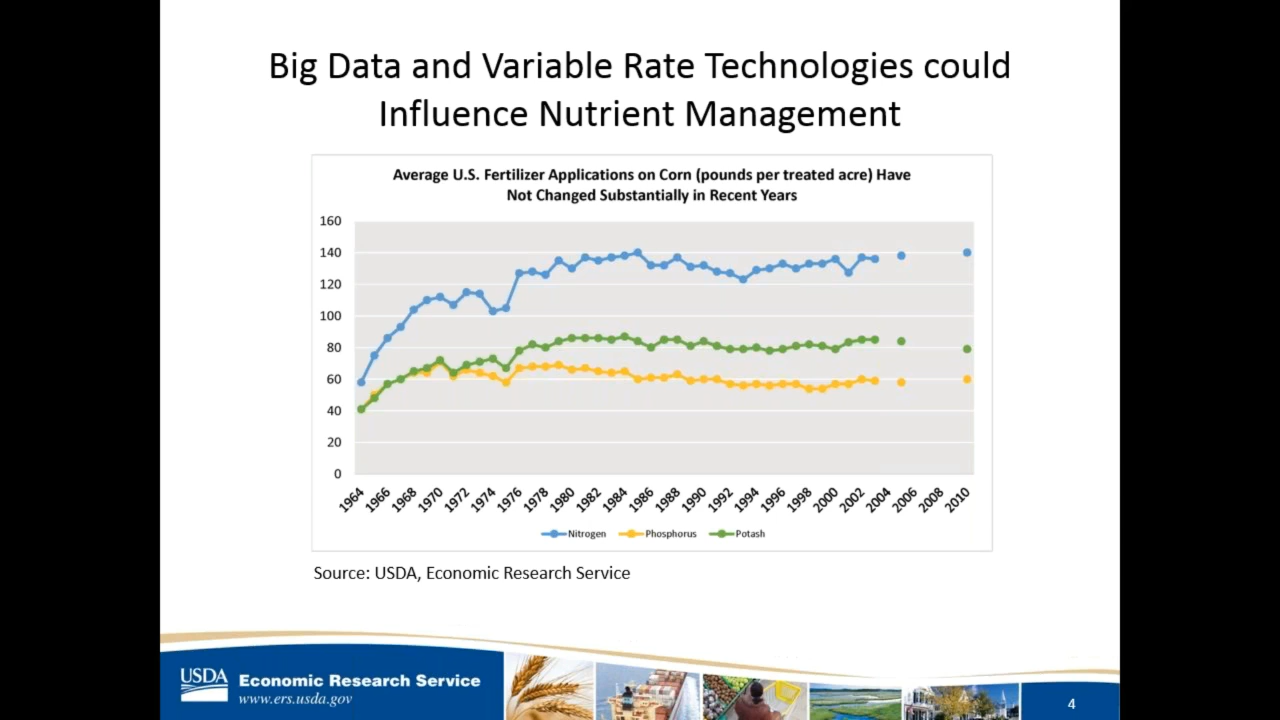 Big Data and Variable Rate Technologies could
Influence Nutrient Management
Average U.S. Fertilizer Applications on Corn (pounds per treated acre) Have
Not Changed Substantially in Recent Years
160
140
120
100
80
60
40
20
0
1964 1966 1968 1970 1972 1974 1976 1978 1980 1982 1984 1986 1988 1990 1992 1994 1996 1998 2000 2002 2004 2006 2008 2010
Nitrogen Phosphorus Potash
Source: USDA, Economic Research Service
USDA Economic Research Service
www.ers.usda.gov
4